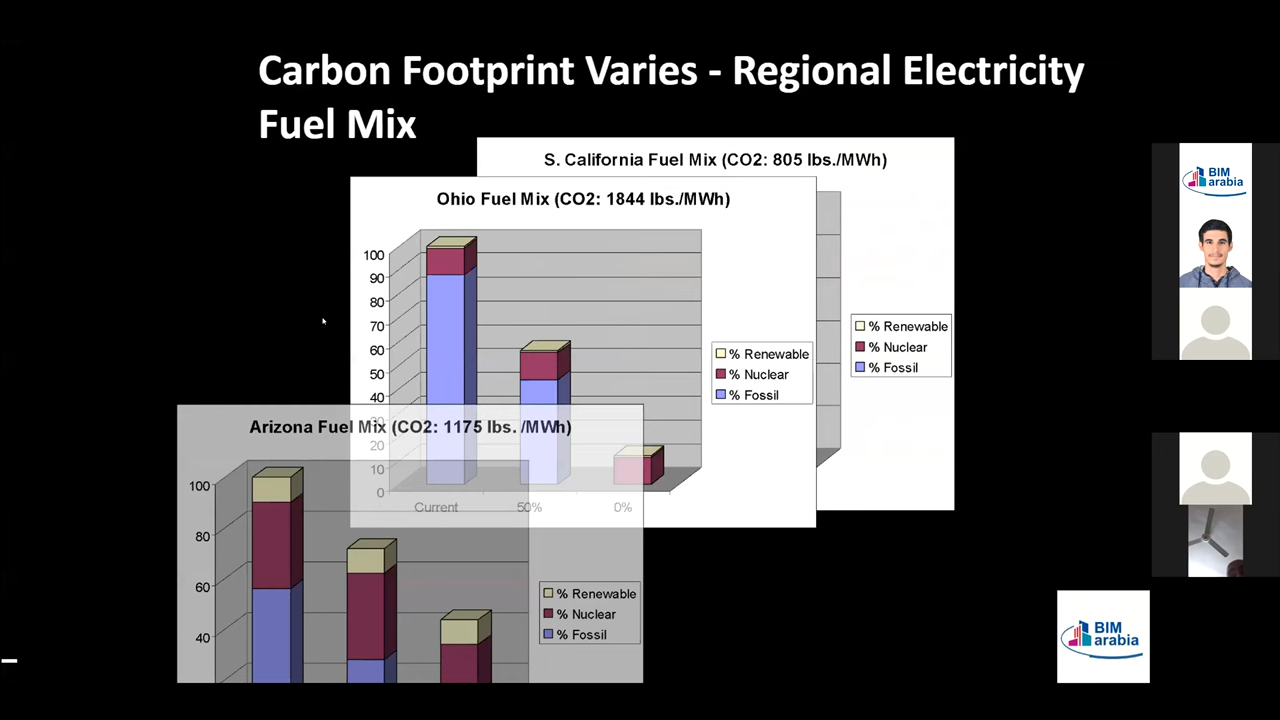 Carbon Footprint Varies - Regional Electricity
Fuel Mix
S. California Fuel Mix (CO2: 805 lbs./MWh)
% Renewable
% Nuclear
% Fossil
Ohio Fuel Mix (CO2: 1844 lbs./MWh)
100
90
80
70
60
50
40
30
20
10
0
Current
50%
0%
% Renewable
% Nuclear
% Fossil
Arizona Fuel Mix (CO2: 1175 lbs. /MWh)
100
80
60
40
% Renewable
% Nuclear
% Fossil
BIM
arabia
BIM
arabia